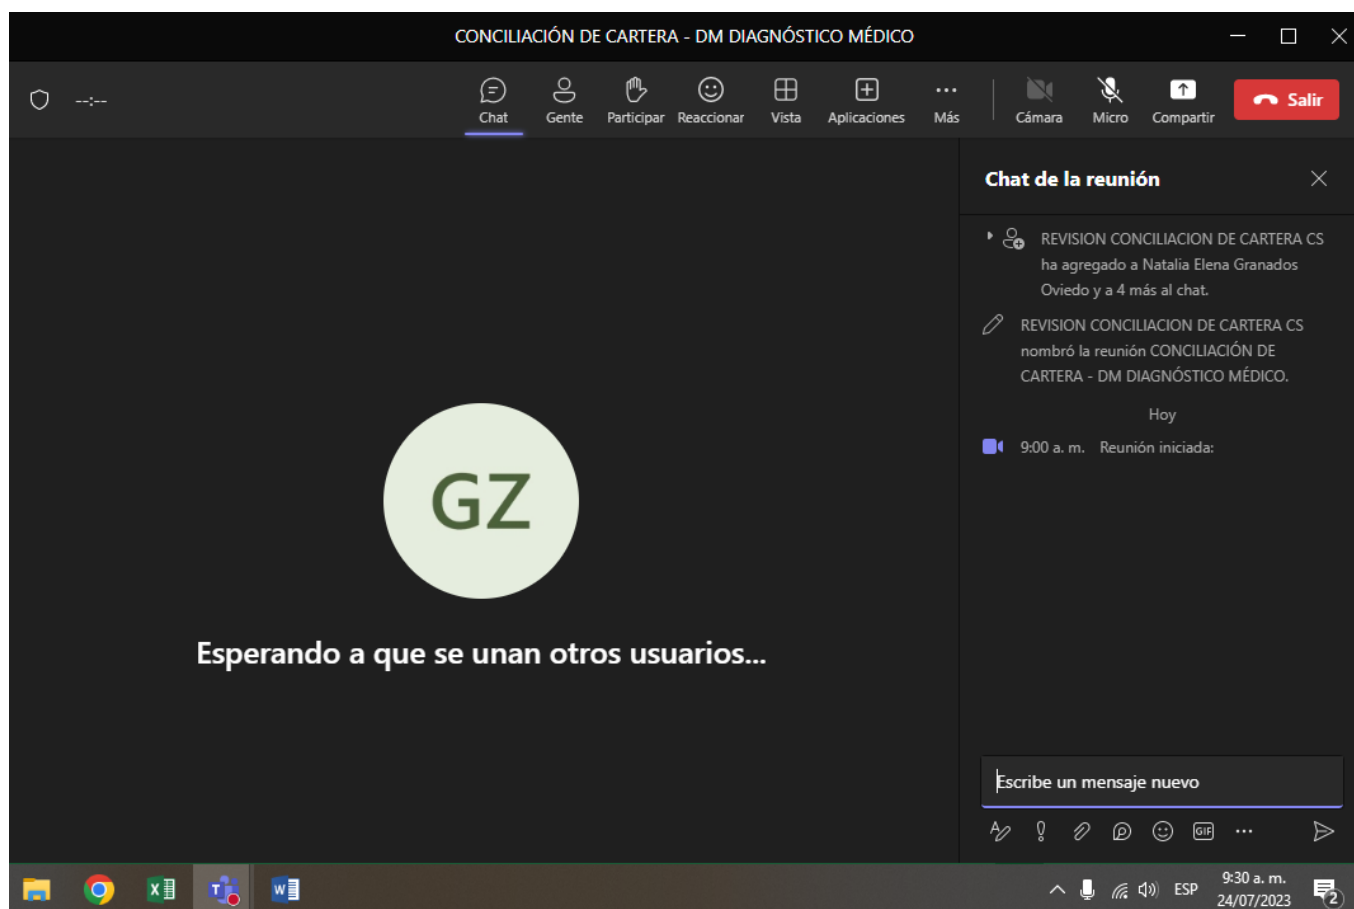 CONCILIACIÓN DE CARTERA - DM DIAGNÓSTICO MÉDICO
--:--
Chat
Gente
Participar
Reaccionar
Vista
Aplicaciones
Más
Cámara
Micro
Compartir
Salir
Chat de la reunión
REVISION CONCILIACION DE CARTERA CS
ha agregado a Natalia Elena Granados
Oviedo y a 4 más al chat.
REVISION CONCILIACION DE CARTERA CS
nombró la reunión CONCILIACIÓN DE
CARTERA - DM DIAGNÓSTICO MÉDICO.
Hoy
9:00 a. m. Reunión iniciada:
GZ
Esperando a que se unan otros usuarios...
Escribe un mensaje nuevo
GIF
ESP
9:30 a. m.
24/07/2023
2